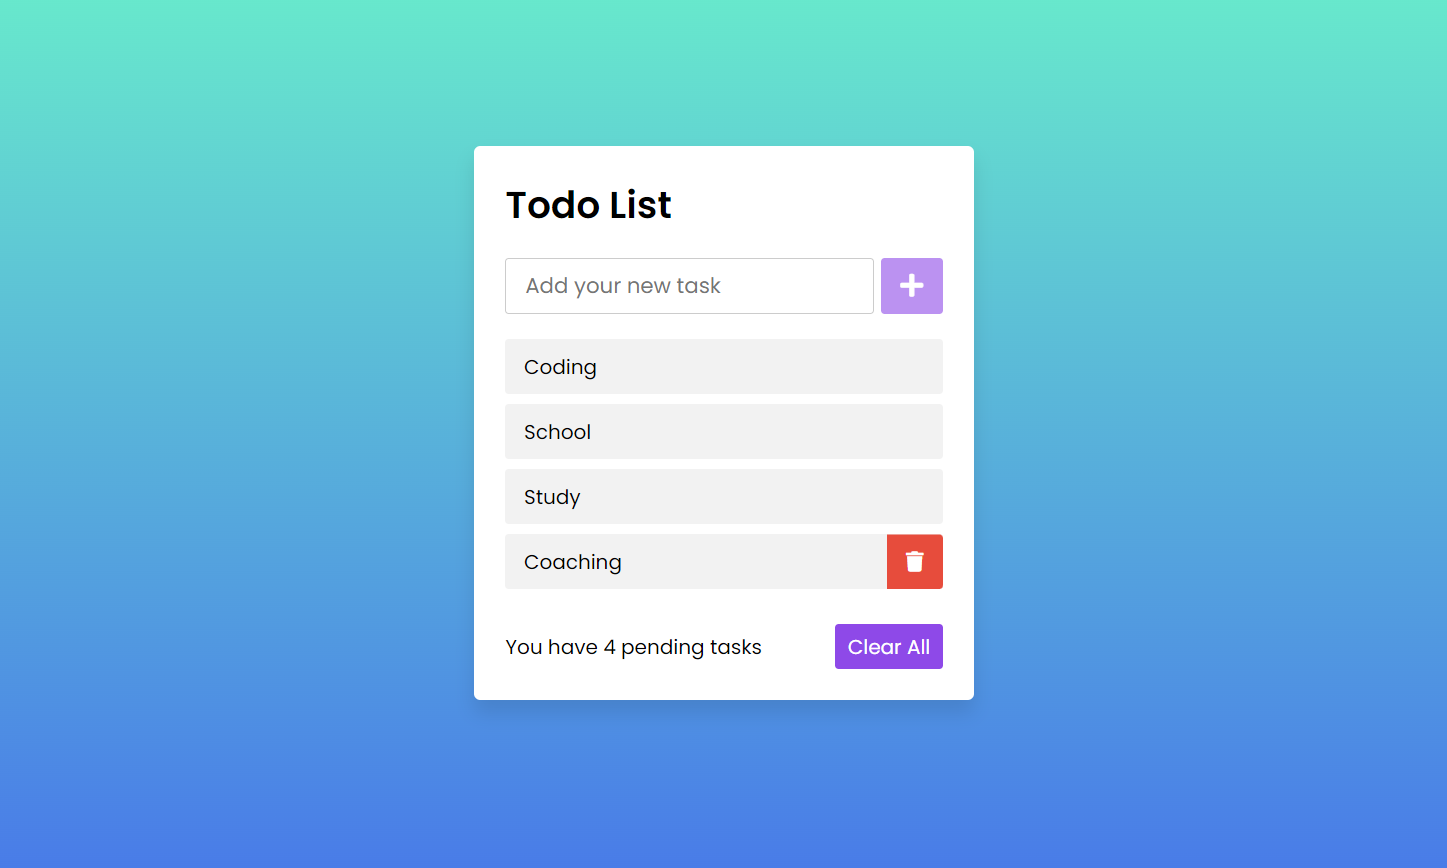 Todo List
Add your new task
Coding
School
Study
Coaching
You have 4 pending tasks
Clear All